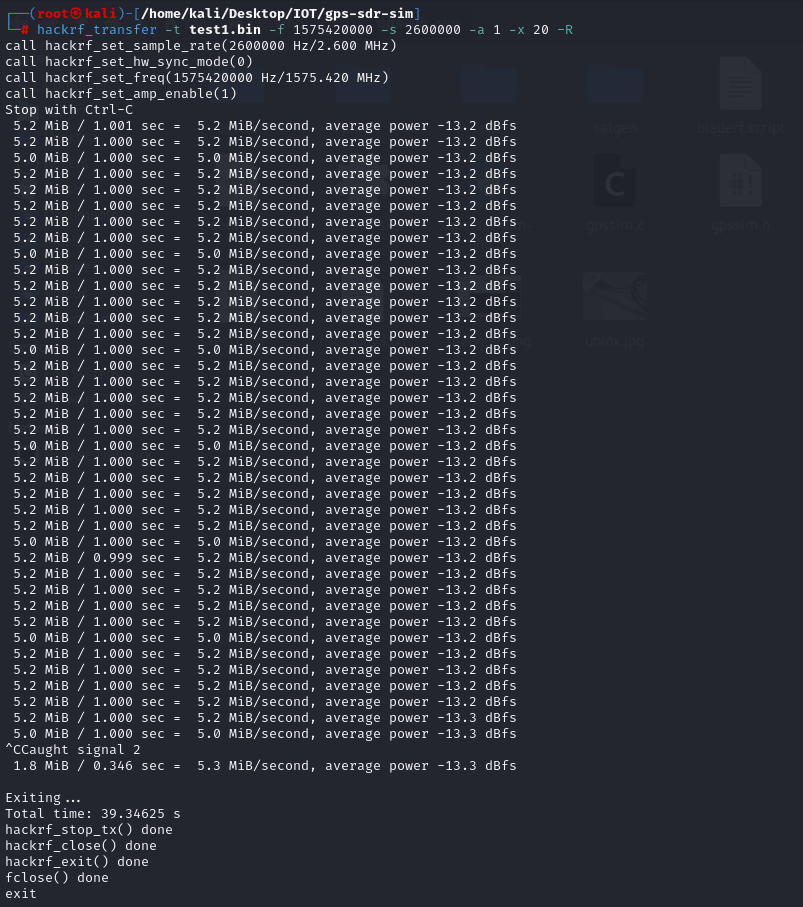 ┌──(root㉿kali)-[/home/kali/Desktop/IOT/gps-sdr-sim]
└─# hackrf_transfer -t test1.bin -f 1575420000 -s 2600000 -a 1 -x 20 -R
call hackrf_set_sample_rate(2600000 Hz/2.600 MHz)
call hackrf_set_hw_sync_mode(0)
call hackrf_set_freq(1575420000 Hz/1575.420 MHz)
call hackrf_set_amp_enable(1)
Stop with Ctrl-C
5.2 MiB / 1.001 sec = 5.2 MiB/second, average power -13.2 dBfs
5.2 MiB / 1.000 sec = 5.2 MiB/second, average power -13.2 dBfs
5.0 MiB / 1.000 sec = 5.0 MiB/second, average power -13.2 dBfs
5.2 MiB / 1.000 sec = 5.2 MiB/second, average power -13.2 dBfs
5.2 MiB / 1.000 sec = 5.2 MiB/second, average power -13.2 dBfs
5.2 MiB / 1.000 sec = 5.2 MiB/second, average power -13.2 dBfs
5.2 MiB / 1.000 sec = 5.2 MiB/second, average power -13.2 dBfs
5.2 MiB / 1.000 sec = 5.2 MiB/second, average power -13.2 dBfs
5.0 MiB / 1.000 sec = 5.0 MiB/second, average power -13.2 dBfs
5.2 MiB / 1.000 sec = 5.2 MiB/second, average power -13.2 dBfs
5.2 MiB / 1.000 sec = 5.2 MiB/second, average power -13.2 dBfs
5.2 MiB / 1.000 sec = 5.2 MiB/second, average power -13.2 dBfs
5.2 MiB / 1.000 sec = 5.2 MiB/second, average power -13.2 dBfs
5.2 MiB / 1.000 sec = 5.2 MiB/second, average power -13.2 dBfs
5.0 MiB / 1.000 sec = 5.0 MiB/second, average power -13.2 dBfs
5.2 MiB / 1.000 sec = 5.2 MiB/second, average power -13.2 dBfs
5.2 MiB / 1.000 sec = 5.2 MiB/second, average power -13.2 dBfs
5.2 MiB / 1.000 sec = 5.2 MiB/second, average power -13.2 dBfs
5.2 MiB / 1.000 sec = 5.2 MiB/second, average power -13.2 dBfs
5.2 MiB / 1.000 sec = 5.2 MiB/second, average power -13.2 dBfs
5.0 MiB / 1.000 sec = 5.0 MiB/second, average power -13.2 dBfs
5.2 MiB / 1.000 sec = 5.2 MiB/second, average power -13.2 dBfs
5.2 MiB / 1.000 sec = 5.2 MiB/second, average power -13.2 dBfs
5.2 MiB / 1.000 sec = 5.2 MiB/second, average power -13.2 dBfs
5.2 MiB / 1.000 sec = 5.2 MiB/second, average power -13.2 dBfs
5.2 MiB / 1.000 sec = 5.2 MiB/second, average power -13.2 dBfs
5.0 MiB / 1.000 sec = 5.0 MiB/second, average power -13.2 dBfs
5.2 MiB / 0.999 sec = 5.2 MiB/second, average power -13.2 dBfs
5.2 MiB / 1.000 sec = 5.2 MiB/second, average power -13.2 dBfs
5.2 MiB / 1.000 sec = 5.2 MiB/second, average power -13.2 dBfs
5.2 MiB / 1.000 sec = 5.2 MiB/second, average power -13.2 dBfs
5.2 MiB / 1.000 sec = 5.2 MiB/second, average power -13.2 dBfs
5.0 MiB / 1.000 sec = 5.0 MiB/second, average power -13.2 dBfs
5.2 MiB / 1.000 sec = 5.2 MiB/second, average power -13.2 dBfs
5.2 MiB / 1.000 sec = 5.2 MiB/second, average power -13.2 dBfs
5.2 MiB / 1.000 sec = 5.2 MiB/second, average power -13.2 dBfs
5.2 MiB / 1.000 sec = 5.2 MiB/second, average power -13.2 dBfs
5.2 MiB / 1.000 sec = 5.2 MiB/second, average power -13.3 dBfs
5.0 MiB / 1.000 sec = 5.0 MiB/second, average power -13.3 dBfs
^CCaught signal 2
1.8 MiB / 0.346 sec = 5.3 MiB/second, average power -13.3 dBfs
Exiting...
Total time: 39.34625 s
hackrf_stop_tx() done
hackrf_close() done
hackrf_exit() done
fclose() done
exit
satgen
bladerf.script
gpssim.c
gpssim.h
ublox.jpg